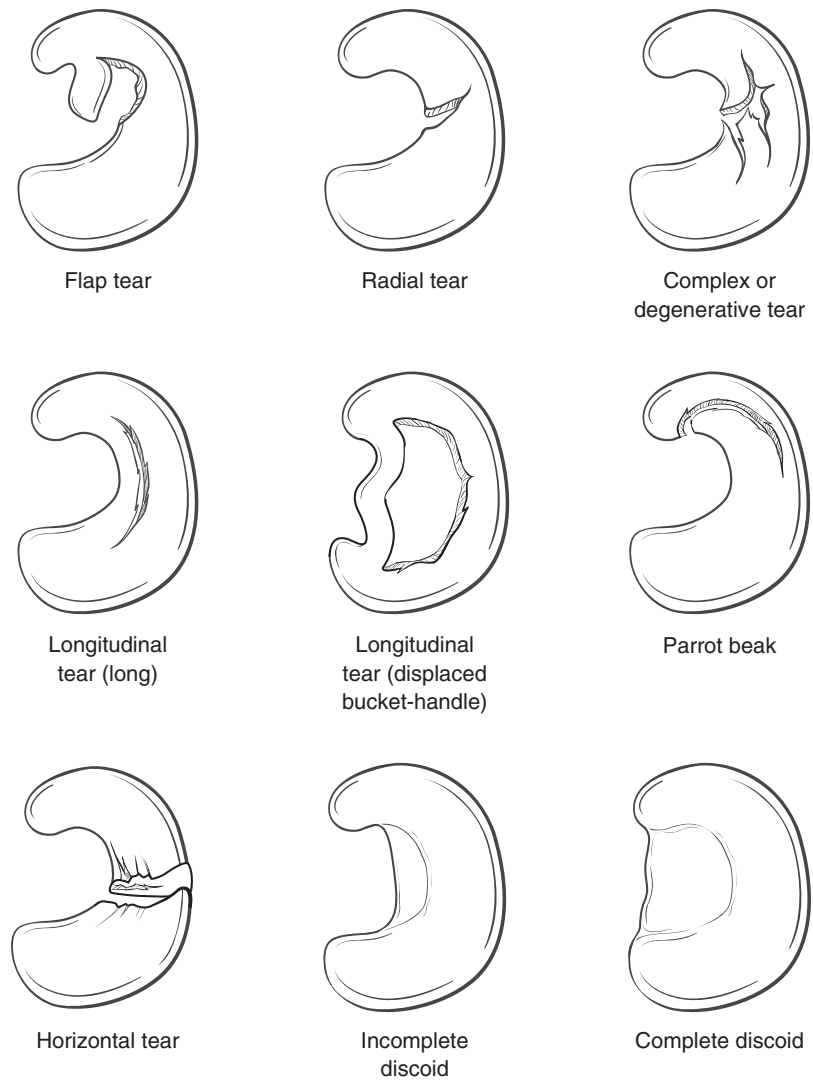 Flap tear
Radial tear
Complex or
degenerative tear
Longitudinal
tear (long)
Longitudinal
tear (displaced
bucket-handle)
Parrot beak
Horizontal tear
Incomplete
discoid
Complete discoid